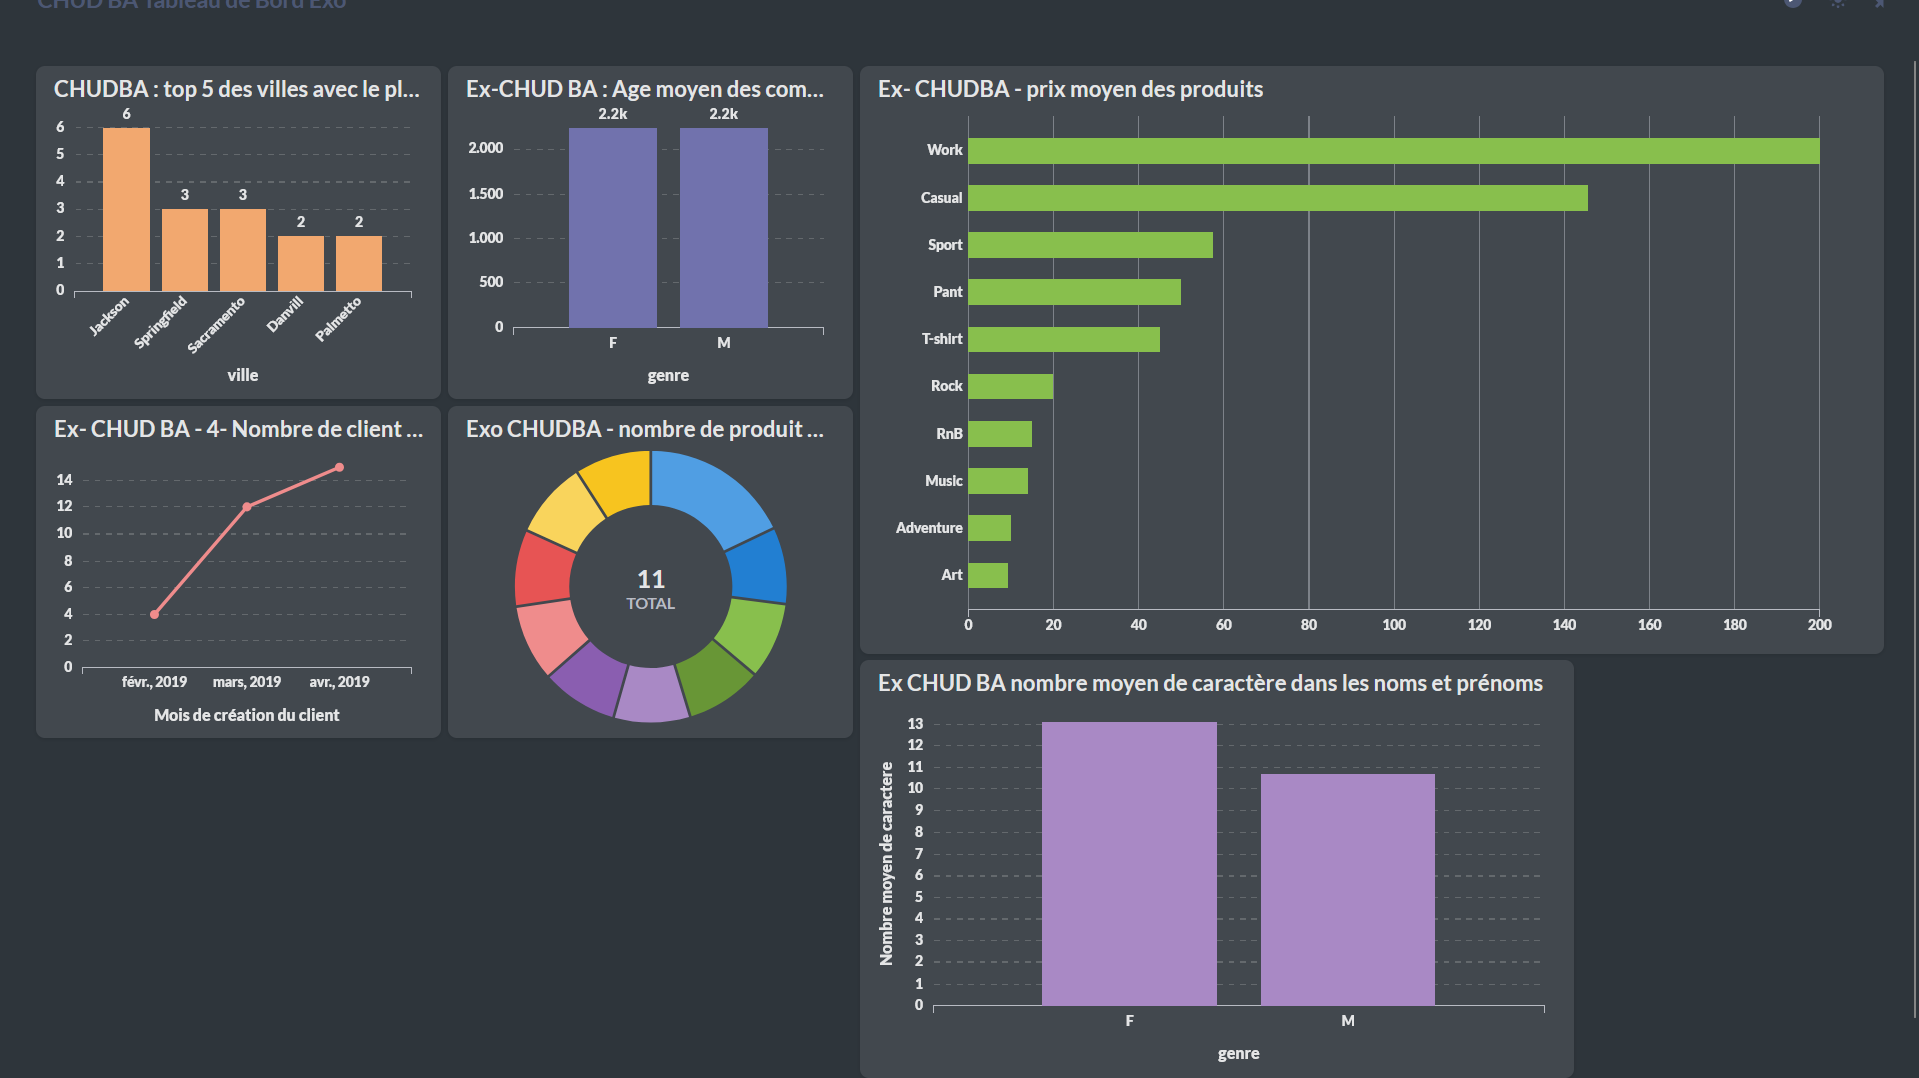 CHUD BA Tableau de Bord Exo
CHUDBA : top 5 des villes avec le pl...
6
3
3
2
2
6
5
4
3
2
1
0
Jackson
Springfield
Sacramento
Danvill
Palmetto
ville
Ex-CHUD BA : Age moyen des com...
2.2k
2.2k
2.000
1.500
1.000
500
0
F
M
genre
Ex- CHUDBA - prix moyen des produits
Work
Casual
Sport
Pant
T-shirt
Rock
RnB
Music
Adventure
Art
0
20
40
60
80
100
120
140
160
180
200
Ex- CHUD BA - 4- Nombre de client ...
14
12
10
8
6
4
2
0
févr., 2019
mars, 2019
avr., 2019
Mois de création du client
Exo CHUDBA - nombre de produit ...
11
TOTAL
Ex CHUD BA nombre moyen de caractère dans les noms et prénoms
Nombre moyen de caractere
13
12
11
10
9
8
7
6
5
4
3
2
1
0
F
M
genre